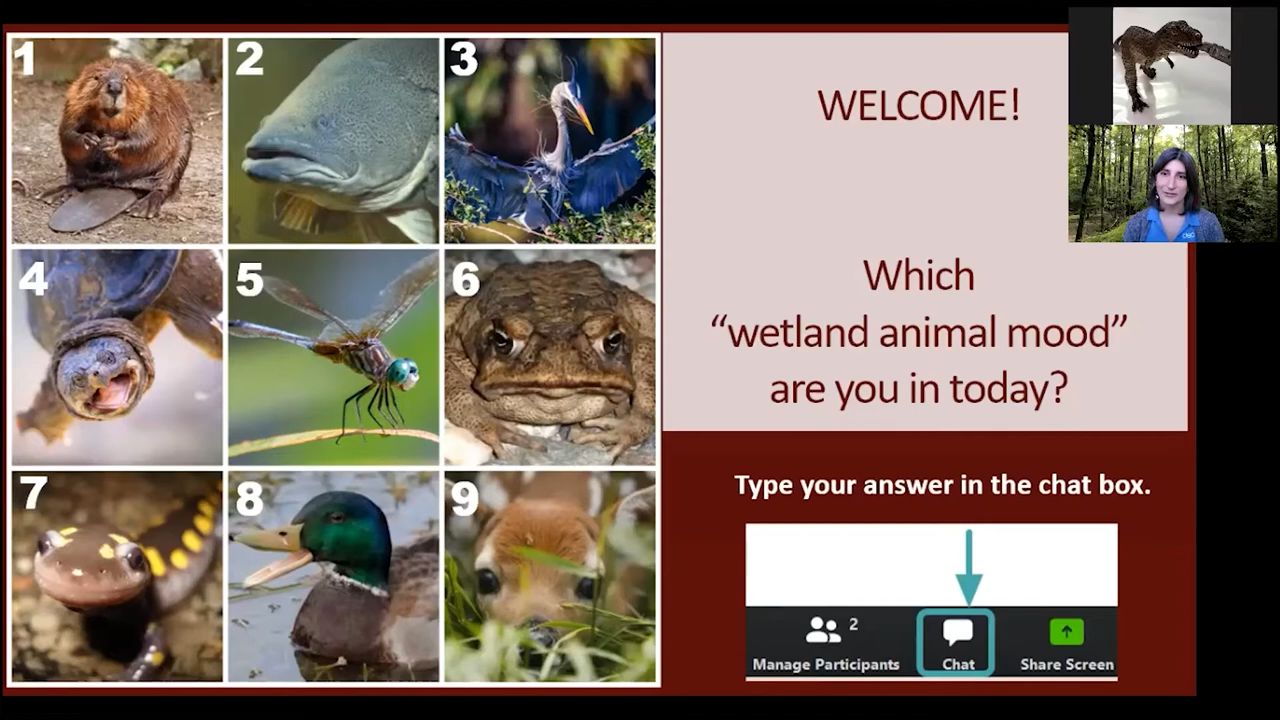 1
2
3
4
5
6
7
8
9
WELCOME!
Which
“wetland animal mood”
are you in today?
Type your answer in the chat box.
2
Manage Participants
Chat
Share Screen